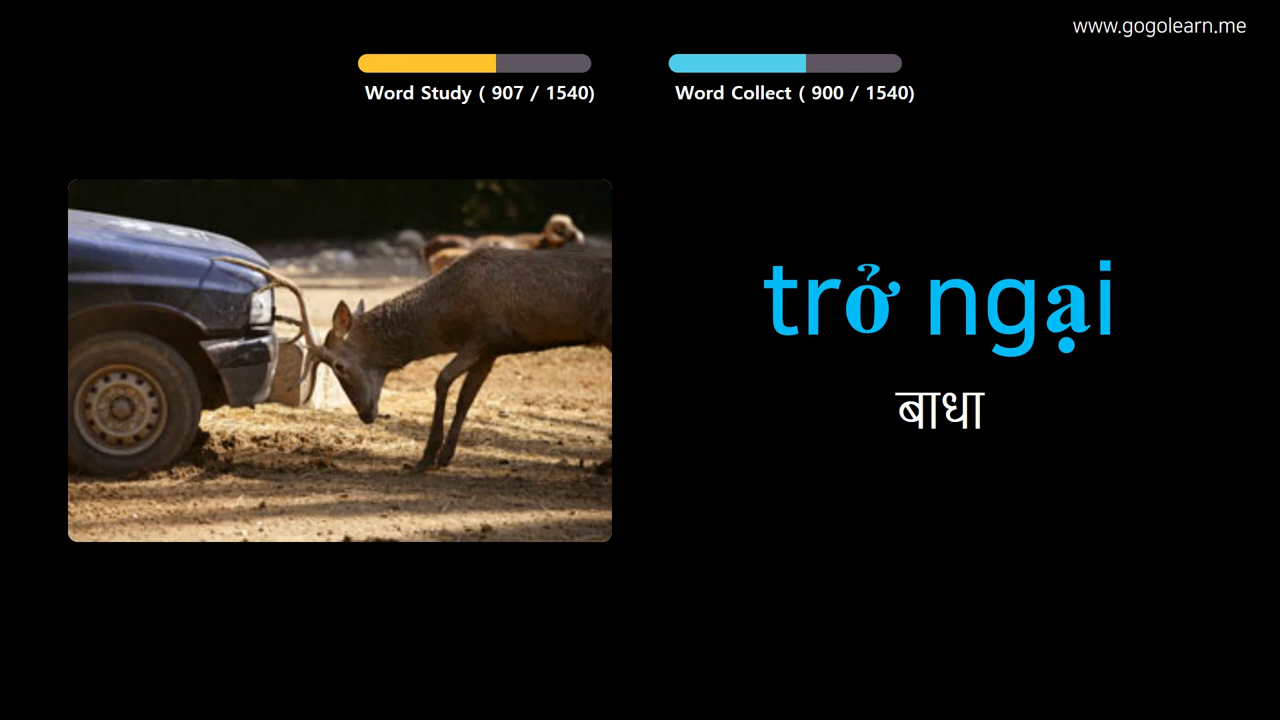 www.gogolearn.me
Word Study ( 907 / 1540)
Word Collect ( 900 / 1540)
trở ngại
बाधा